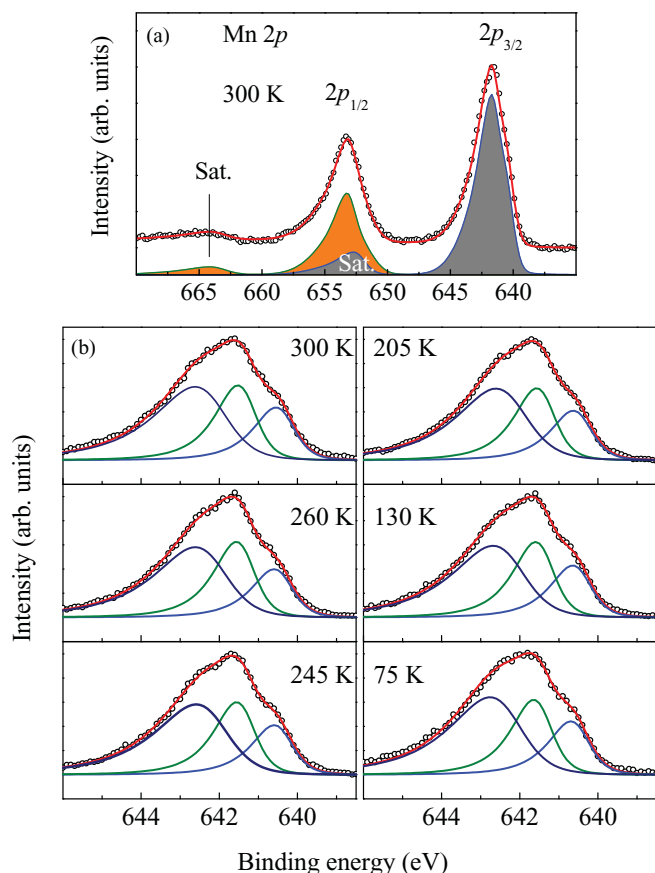 (a)
Mn 2p
2p3/2
300 K
2p1/2
Sat.
Sat.
Intensity (arb. units)
665
660
655
650
645
640
(b)
300 K
205 K
260 K
130 K
245 K
75 K
Intensity (arb. units)
644
642
640
644
642
640
Binding energy (eV)